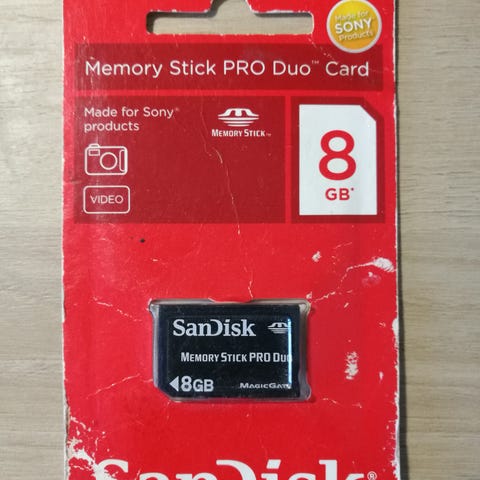 Made for
SONY
Products
Memory Stick PRO Duo™ Card
Made for Sony®
products
MEMORY STICK™
VIDEO
8
GB*
SanDisk
MEMORY STICK PRO DUO
8GB
MAGICGATE
SanDisk®